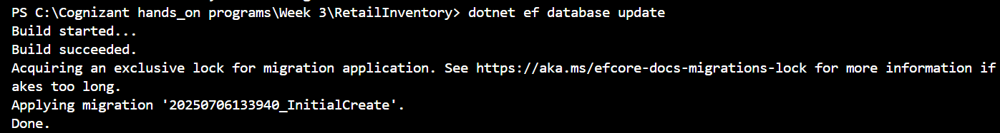 PS C:\Cognizant hands_on programs\Week 3\RetailInventory> dotnet ef database update
Build started...
Build succeeded.
Acquiring an exclusive lock for migration application. See https://aka.ms/efcore-docs-migrations-lock for more information if
akes too long.
Applying migration '20250706133940_InitialCreate'.
Done.